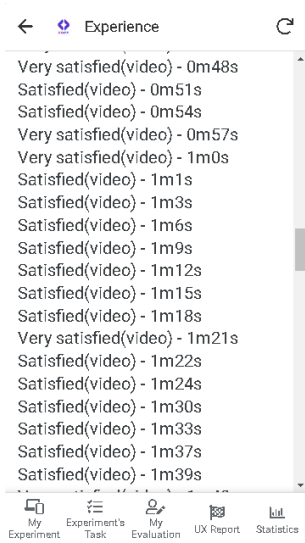 Experience
Very satisfied(video) - 0m48s
Satisfied(video) - 0m51s
Satisfied(video) - 0m54s
Very satisfied(video) - 0m57s
Very satisfied(video) - 1m0s
Satisfied(video) - 1m1s
Satisfied(video) - 1m3s
Satisfied(video) - 1m6s
Satisfied(video) - 1m9s
Satisfied(video) - 1m12s
Satisfied(video) - 1m15s
Satisfied(video) - 1m18s
Very satisfied(video) - 1m21s
Satisfied(video) - 1m22s
Satisfied(video) - 1m24s
Satisfied(video) - 1m30s
Satisfied(video) - 1m33s
Satisfied(video) - 1m37s
Satisfied(video) - 1m39s
My Experiment
Experiment's Task
My Evaluation
UX Report
Statistics